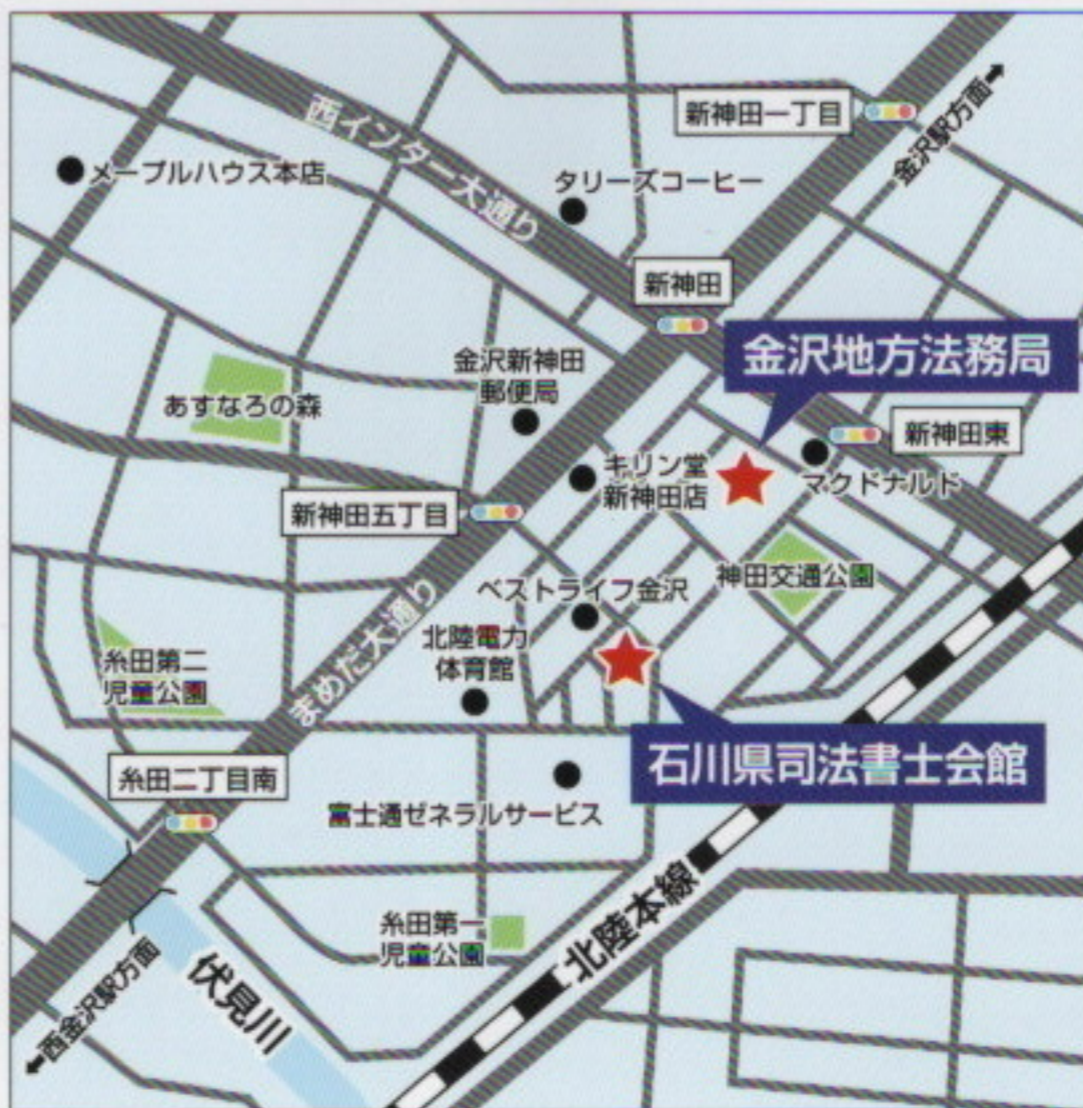 新神田一丁目
金沢駅方面
西インター大通り
メープルハウス本店
タリーズコーヒー
新神田
金沢地方法務局
金沢新神田
郵便局
あすなろの森
新神田東
キリン堂
新神田店
マクドナルド
新神田五丁目
神田交通公園
ベストライフ金沢
まめだ大通り
北陸電力
体育館
糸田第二
児童公園
石川県司法書士会館
糸田二丁目南
富士通ゼネラルサービス
北陸本線
糸田第一
児童公園
伏見川
西金沢駅方面